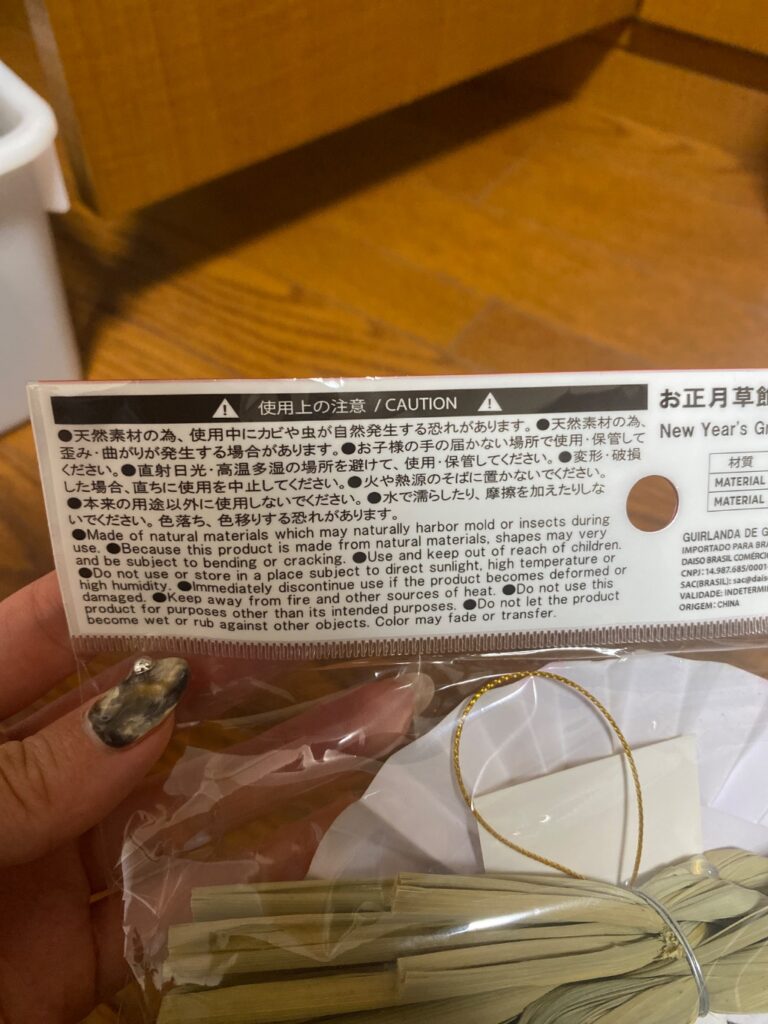 使用上の注意 / CAUTION
●天然素材の為、使用中にカビや虫が自然発生する恐れがあります。●天然素材の為、
歪み・曲がりが発生する場合があります。●お子様の手の届かない場所で使用・保管して
ください。●直射日光・高温多湿の場所を避けて、使用・保管してください。●変形・破損
した場合、直ちに使用を中止してください。●火や熱源のそばに置かないでください。
●本来の用途以外に使用しないでください。●水で濡らしたり、摩擦を加えたりしな
いでください。色落ち、色移りする恐れがあります。
●Made of natural materials which may naturally harbor mold or insects during
use. ●Because this product is made from natural materials, shapes may vary
and be subject to bending or cracking. ●Use and keep out of reach of children.
●Do not use or store in a place subject to direct sunlight, high temperature or
high humidity. ●Immediately discontinue use if the product becomes deformed or
damaged. ●Keep away from fire and other sources of heat. ●Do not use this
product for purposes other than its intended purposes. ●Do not let the product
become wet or rub against other objects. Color may fade or transfer.
お正月草飾
New Year's Gr
材質
MATERIAL
MATERIAL
GUIRLANDA DE G
IMPORTADO PARA BRA
DAISO BRASIL COMÉRCIO
CNPJ: 14.987.685/0001
SAC(BRASIL): sac@dais
VALIDADE: INDETERMI
ORIGEM: CHINA